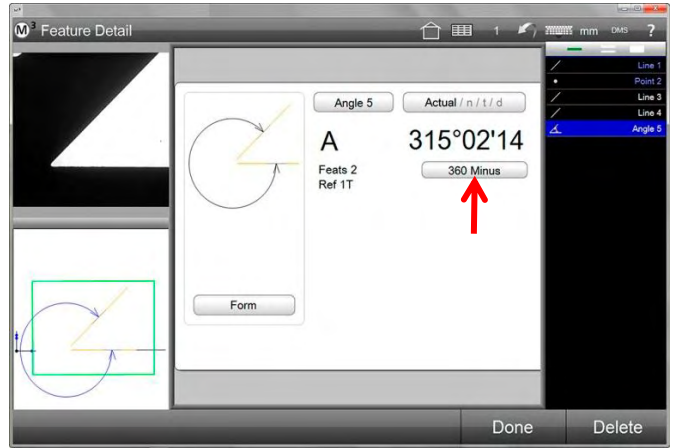 M³ Feature Detail
1 mm DMS ?
Line 1
Point 2
Line 3
Line 4
Angle 5
Angle 5 Actual / n / t / d
A 315°02'14
Feats 2 360 Minus
Ref 1T
Form
Done Delete